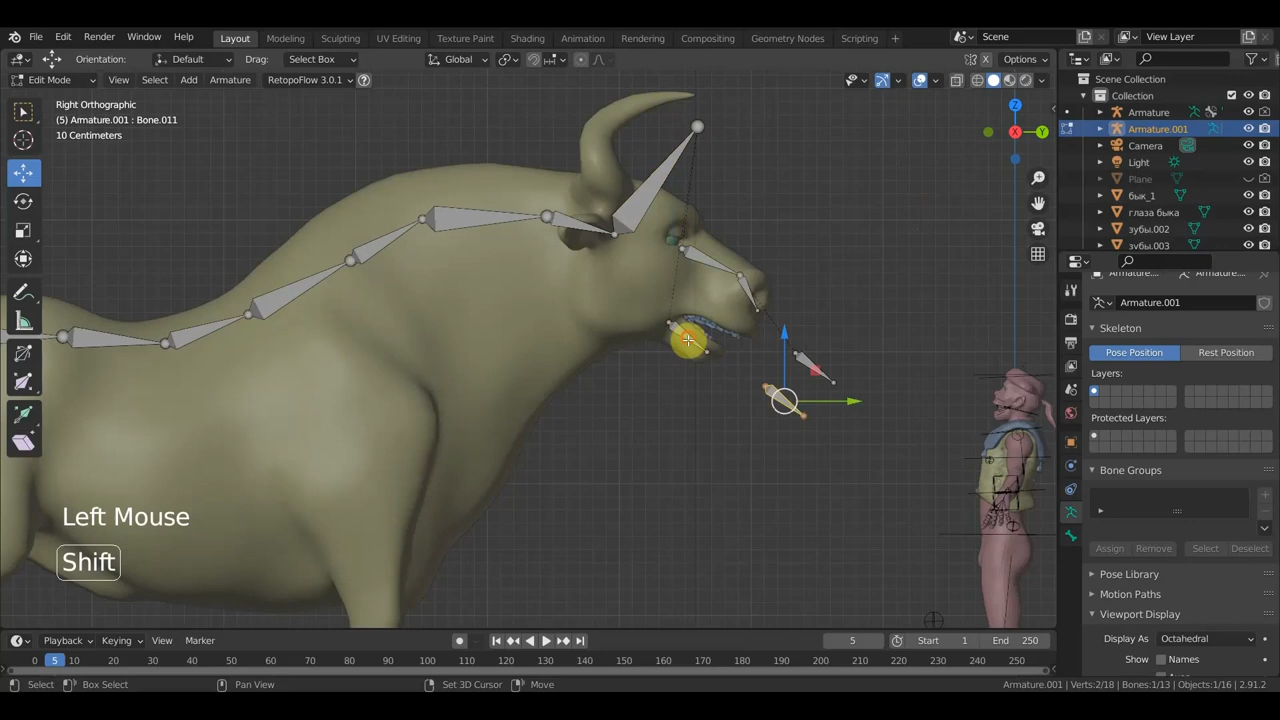 File Edit Render Window Help Layout Modeling Sculpting UV Editing Texture Paint Shading Animation Rendering Compositing Geometry Nodes Scripting + Scene View Layer
Orientation: Default Drag: Select Box Global X Options
Edit Mode View Select Add Armature RetopoFlow 3.0.1
Right Orthographic
(5) Armature.001 : Bone.011
10 Centimeters
Z
X
Y
Scene Collection
Collection
Armature
Armature.001
Camera
Light
Plane
бык_1
глаза быка
зубы.002
зубы.003
Armature.001
Skeleton
Pose Position Rest Position
Layers:
Protected Layers:
Bone Groups
Assign Remove Select Deselect
Pose Library
Motion Paths
Viewport Display
Display As Octahedral
Show Names
Left Mouse
Shift
Playback Keying View Marker 5 Start 1 End 250
0 5 10 20 30 40 50 60 70 80 90 100 110 120 130 140 150 160 170 180 190 200 210 220 230 240 250
Select Box Select Pan View Set 3D Cursor Move Armature.001 | Verts:2/18 | Bones:1/13 | Objects:1/16 | 2.91.2